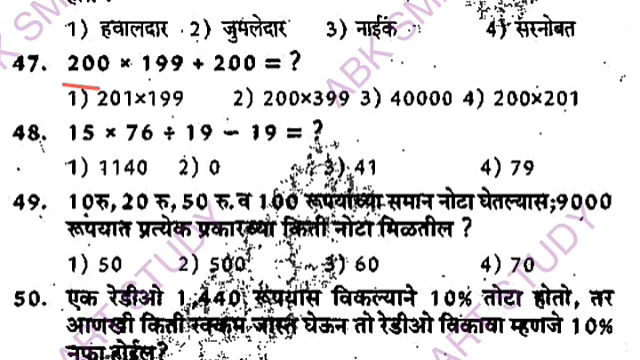 1) हवालदार 2) जुमलेदार 3) नाईक 4) सरनोबत
47. 200 × 199 + 200 = ?
1) 201×199 2) 200×399 3) 40000 4) 200×201
48. 15 × 76 ÷ 19 − 19 = ?
1) 1140 2) 0 3) 41 4) 79
49. 10रु, 20 रु, 50 रु. व 100 रूपयाच्या समान नोटा घेतल्यास;9000
रूपयात प्रत्येक प्रकारच्या किती नोटा मिळतील ?
1) 50 2) 500 3) 60 4) 70
50. एक रेडीओ 1,440 रूपयास विकल्याने 10% तोटा होतो, तर
आणखी किती रक्कम जास्त घेऊन तो रेडीओ विकावा म्हणजे 10%
नफा होईल?
ABK SM
ART STUDY